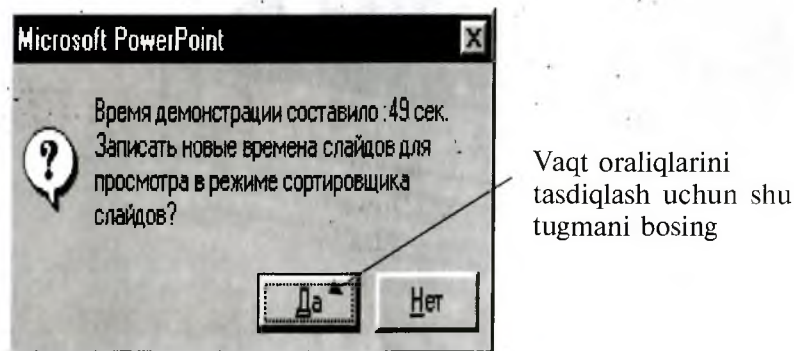 Microsoft PowerPoint
Время демонстрации составило :49 сек.
Записать новые времена слайдов для
просмотра в режиме сортировщика
слайдов?
Да
Нет
Vaqt oraliqlarini
tasdiqlash uchun shu
tugmani bosing